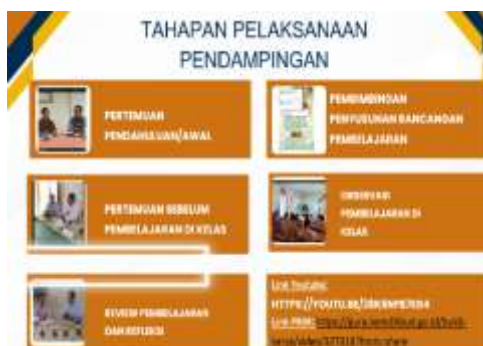 TAHAPAN PELAKSANAAN
PENDAMPINGAN
PERTEMUAN
PENDAHULUAN/AWAL
PEMBIMBINGAN
PENYUSUNAN RANCANGAN
PEMBELAJARAN
PERTEMUAN SEBELUM
PEMBELAJARAN DI KELAS
OBSERVASI
PEMBELAJARAN DI
KELAS
REVIEW PEMBELAJARAN
DAN REFLEKSI
Link Youtube:
Link PMM: